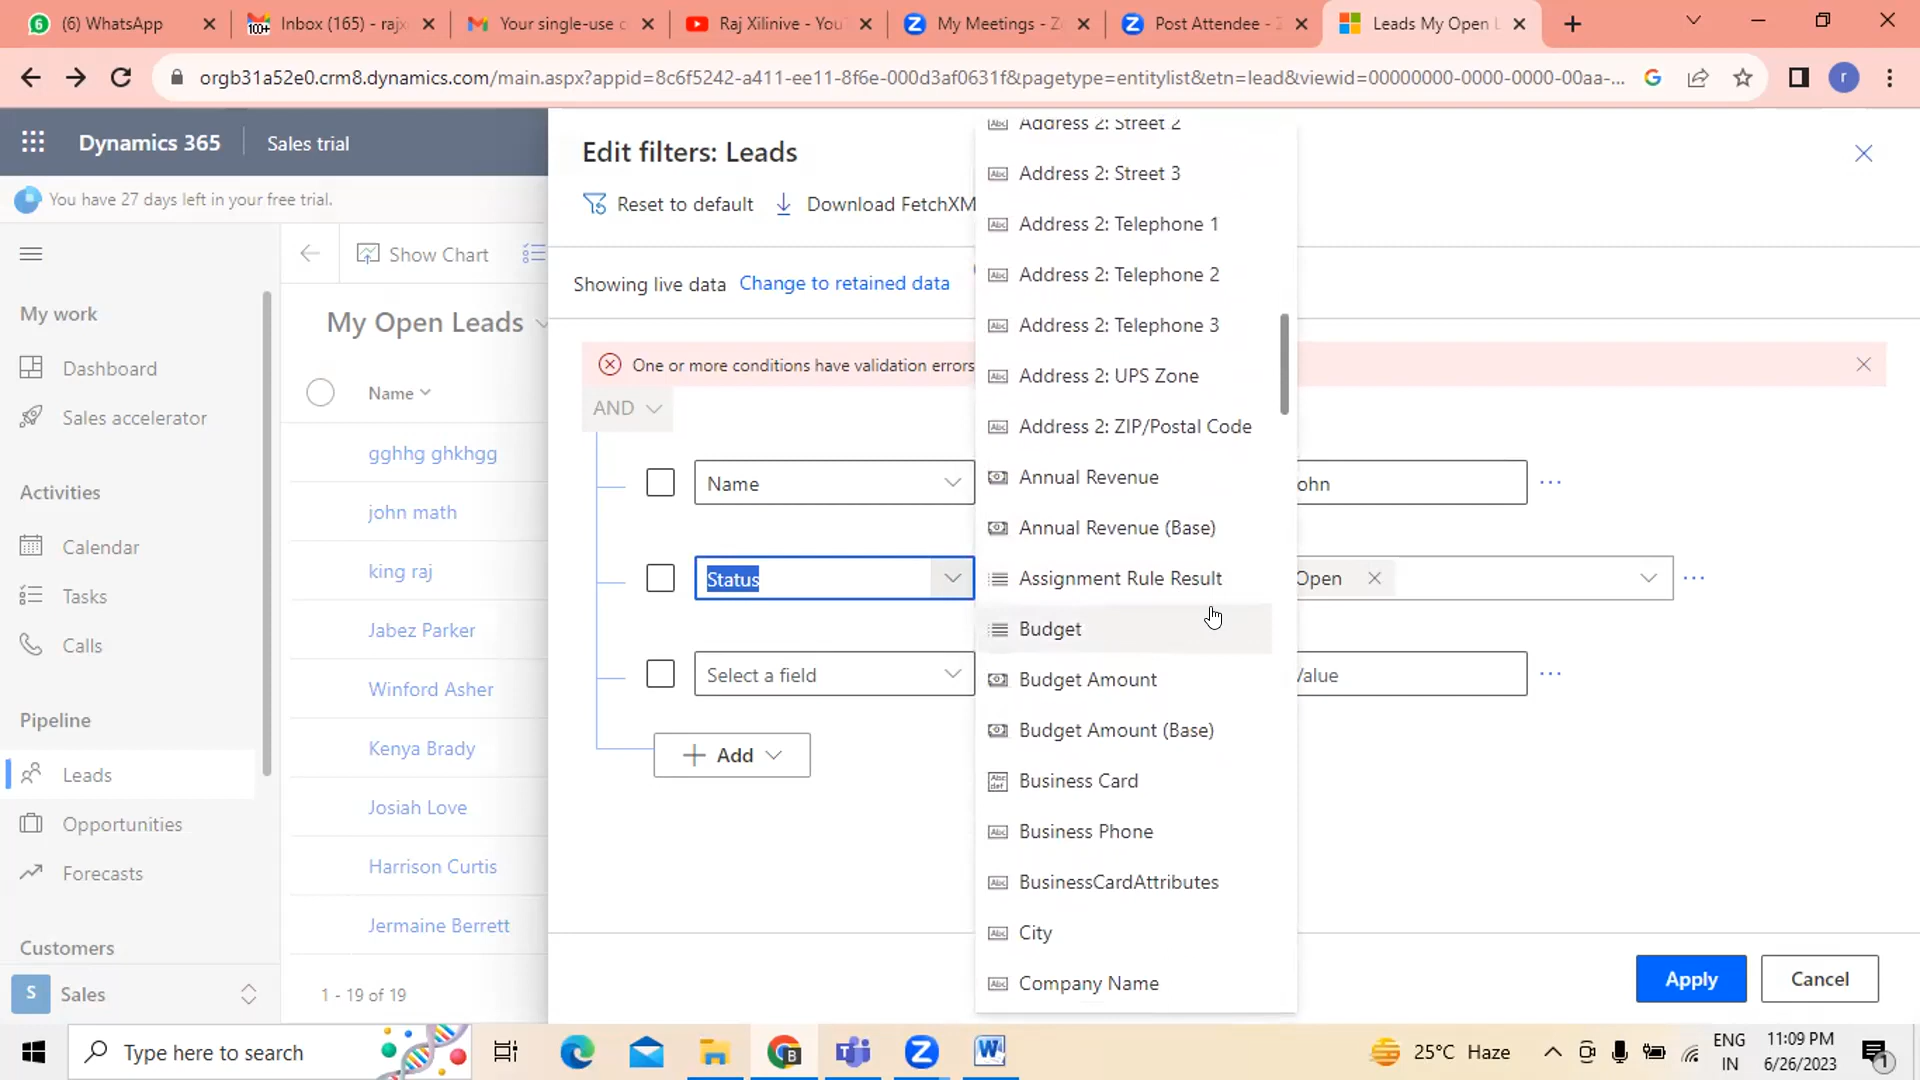 (6) WhatsApp
Inbox (165) - rajx
Your single-use c
Raj Xilinive - YouT
My Meetings - Zo
Post Attendee - Z
Leads My Open L
orgb31a52e0.crm8.dynamics.com/main.aspx?appid=8c6f5242-a411-ee11-8f6e-000d3af0631f&pagetype=entitylist&etn=lead&viewid=00000000-0000-0000-00aa-...
r
Dynamics 365
Sales trial
You have 27 days left in your free trial.
My work
Dashboard
Sales accelerator
Activities
Calendar
Tasks
Calls
Pipeline
Leads
Opportunities
Forecasts
Customers
S
Sales
Show Chart
My Open Leads
Name
gghhg ghkhgg
john math
king raj
Jabez Parker
Winford Asher
Kenya Brady
Josiah Love
Harrison Curtis
Jermaine Berrett
1 - 19 of 19
Edit filters: Leads
Reset to default
Download FetchXM
Showing live data
Change to retained data
One or more conditions have validation errors
AND
Name
ohn
Status
Open
Select a field
Value
Add
Address 2: Street 2
Address 2: Street 3
Address 2: Telephone 1
Address 2: Telephone 2
Address 2: Telephone 3
Address 2: UPS Zone
Address 2: ZIP/Postal Code
Annual Revenue
Annual Revenue (Base)
Assignment Rule Result
Budget
Budget Amount
Budget Amount (Base)
Business Card
Business Phone
BusinessCardAttributes
City
Company Name
Apply
Cancel
Type here to search
25°C Haze
ENG
IN
11:09 PM
6/26/2023
1